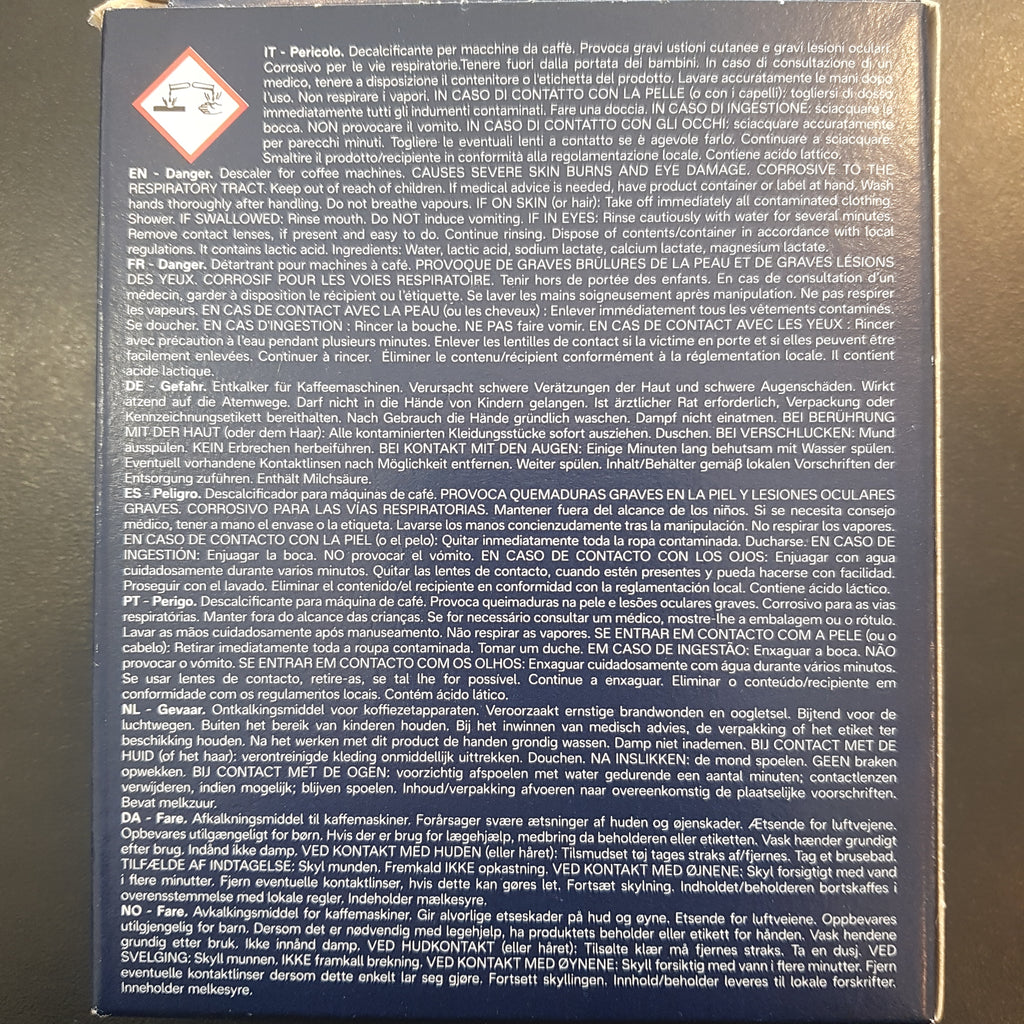 IT - Pericolo. Decalcificante per macchine da caffè. Provoca gravi ustioni cutanee e gravi lesioni oculari.
Corrosivo per le vie respiratorie.Tenere fuori dalla portata dei bambini. In caso di consultazione di un
medico, tenere a disposizione il contenitore o l'etichetta del prodotto. Lavare accuratamente le mani dopo
l'uso. Non respirare i vapori. IN CASO DI CONTATTO CON LA PELLE (o con i capelli): togliersi di dosso
immediatamente tutti gli indumenti contaminati. Fare una doccia. IN CASO DI INGESTIONE: sciacquare la
bocca. NON provocare il vomito. IN CASO DI CONTATTO CON GLI OCCHI: sciacquare accuratamente
per parecchi minuti. Togliere le eventuali lenti a contatto se è agevole farlo. Continuare a sciacquare.
Smaltire il prodotto/recipiente in conformità alla regolamentazione locale. Contiene acido lattico.
EN - Danger. Descaler for coffee machines. CAUSES SEVERE SKIN BURNS AND EYE DAMAGE. CORROSIVE TO THE
RESPIRATORY TRACT. Keep out of reach of children. If medical advice is needed, have product container or label at hand. Wash
hands thoroughly after handling. Do not breathe vapours. IF ON SKIN (or hair): Take off immediately all contaminated clothing.
Shower. IF SWALLOWED: Rinse mouth. Do NOT induce vomiting. IF IN EYES: Rinse cautiously with water for several minutes.
Remove contact lenses, if present and easy to do. Continue rinsing. Dispose of contents/container in accordance with local
regulations. It contains lactic acid. Ingredients: Water, lactic acid, sodium lactate, calcium lactate, magnesium lactate.
FR - Danger. Détartrant pour machines à café. PROVOQUE DE GRAVES BRÛLURES DE LA PEAU ET DE GRAVES LÉSIONS
DES YEUX. CORROSIF POUR LES VOIES RESPIRATOIRE. Tenir hors de portée des enfants. En cas de consultation d'un
médecin, garder à disposition le récipient ou l'étiquette. Se laver les mains soigneusement après manipulation. Ne pas respirer
les vapeurs. EN CAS DE CONTACT AVEC LA PEAU (ou les cheveux) : Enlever immédiatement tous les vêtements contaminés.
Se doucher. EN CAS D'INGESTION : Rincer la bouche. NE PAS faire vomir. EN CAS DE CONTACT AVEC LES YEUX : Rincer
avec précaution à l'eau pendant plusieurs minutes. Enlever les lentilles de contact si la victime en porte et si elles peuvent être
facilement enlevées. Continuer à rincer. Éliminer le contenu/récipient conformément à la réglementation locale. Il contient
acide lactique.
DE - Gefahr. Entkalker für Kaffeemaschinen. Verursacht schwere Verätzungen der Haut und schwere Augenschäden. Wirkt
ätzend auf die Atemwege. Darf nicht in die Hände von Kindern gelangen. Ist ärztlicher Rat erforderlich, Verpackung oder
Kennzeichnungsetikett bereithalten. Nach Gebrauch die Hände gründlich waschen. Dampf nicht einatmen. BEI BERÜHRUNG
MIT DER HAUT (oder dem Haar): Alle kontaminierten Kleidungsstücke sofort ausziehen. Duschen. BEI VERSCHLUCKEN: Mund
ausspülen. KEIN Erbrechen herbeiführen. BEI KONTAKT MIT DEN AUGEN: Einige Minuten lang behutsam mit Wasser spülen.
Eventuell vorhandene Kontaktlinsen nach Möglichkeit entfernen. Weiter spülen. Inhalt/Behälter gemäß lokalen Vorschriften der
Entsorgung zuführen. Enthält Milchsäure.
ES - Peligro. Descalcificador para máquinas de café. PROVOCA QUEMADURAS GRAVES EN LA PIEL Y LESIONES OCULARES
GRAVES. CORROSIVO PARA LAS VÍAS RESPIRATORIAS. Mantener fuera del alcance de los niños. Si se necesita consejo
médico, tener a mano el envase o la etiqueta. Lavarse los manos concienzudamente tras la manipulación. No respirar los vapores.
EN CASO DE CONTACTO CON LA PIEL (o el pelo): Quitar inmediatamente toda la ropa contaminada. Ducharse. EN CASO DE
INGESTIÓN: Enjuagar la boca. NO provocar el vómito. EN CASO DE CONTACTO CON LOS OJOS: Enjuagar con agua
cuidadosamente durante varios minutos. Quitar las lentes de contacto, cuando estén presentes y pueda hacerse con facilidad.
Proseguir con el lavado. Eliminar el contenido/el recipiente en conformidad con la reglamentación local. Contiene ácido láctico.
PT - Perigo. Descalcificante para máquina de café. Provoca queimaduras na pele e lesões oculares graves. Corrosivo para as vias
respiratórias. Manter fora do alcance das crianças. Se for necessário consultar um médico, mostre-lhe a embalagem ou o rótulo.
Lavar as mãos cuidadosamente após manuseamento. Não respirar as vapores. SE ENTRAR EM CONTACTO COM A PELE (ou o
cabelo): Retirar imediatamente toda a roupa contaminada. Tomar um duche. EM CASO DE INGESTÃO: Enxaguar a boca. NÃO
provocar o vómito. SE ENTRAR EM CONTACTO COM OS OLHOS: Enxaguar cuidadosamente com água durante vários minutos.
Se usar lentes de contacto, retire-as, se tal lhe for possível. Continue a enxaguar. Eliminar o conteúdo/recipiente em
conformidade com os regulamentos locais. Contém ácido lático.
NL - Gevaar. Ontkalkingsmiddel voor koffiezetapparaten. Veroorzaakt ernstige brandwonden en oogletsel. Bijtend voor de
luchtwegen. Buiten het bereik van kinderen houden. Bij het inwinnen van medisch advies, de verpakking of het etiket ter
beschikking houden. Na het werken met dit product de handen grondig wassen. Damp niet inademen. BIJ CONTACT MET DE
HUID (of het haar): verontreinigde kleding onmiddellijk uittrekken. Douchen. NA INSLIKKEN: de mond spoelen. GEEN braken
opwekken. BIJ CONTACT MET DE OGEN: voorzichtig afspoelen met water gedurende een aantal minuten; contactlenzen
verwijderen, indien mogelijk; blijven spoelen. Inhoud/verpakking afvoeren naar overeenkomstig de plaatselijke voorschriften.
Bevat melkzuur.
DA - Fare. Afkalkningsmiddel til kaffemaskiner. Forårsager svære ætsninger af huden og øjenskader. Ætsende for luftvejene.
Opbevares utilgængeligt for børn. Hvis der er brug for lægehjælp, medbring da beholderen eller etiketten. Vask hænder grundigt
efter brug. Indånd ikke damp. VED KONTAKT MED HUDEN (eller håret): Tilsmudset tøj tages straks af/fjernes. Tag et brusebad.
TILFÆLDE AF INDTAGELSE: Skyl munden. Fremkald IKKE opkastning. VED KONTAKT MED ØJNENE: Skyl forsigtigt med vand
i flere minutter. Fjern eventuelle kontaktlinser, hvis dette kan gøres let. Fortsæt skylning. Indholdet/beholderen bortskaffes i
overensstemmelse med lokale regler. Indeholder mælkesyre.
NO - Fare. Avkalkingsmiddel for kaffemaskiner. Gir alvorlige etseskader på hud og øyne. Etsende for luftveiene. Oppbevares
utilgjengelig for barn. Dersom det er nødvendig med legehjelp, ha produktets beholder eller etikett for hånden. Vask hendene
grundig etter bruk. Ikke innånd damp. VED HUDKONTAKT (eller håret): Tilsølte klær må fjernes straks. Ta en dusj. VED
SVELGING: Skyll munnen. IKKE framkall brekning. VED KONTAKT MED ØYNENE: Skyll forsiktig med vann i flere minutter. Fjern
eventuelle kontaktlinser dersom dette enkelt lar seg gjøre. Fortsett skyllingen. Innhold/beholder leveres til lokale forskrifter.
Inneholder melkesyre.